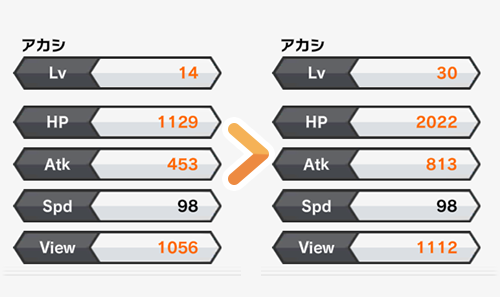 アカシ
Lv 14
HP 1129
Atk 453
Spd 98
View 1056
アカシ
Lv 30
HP 2022
Atk 813
Spd 98
View 1112